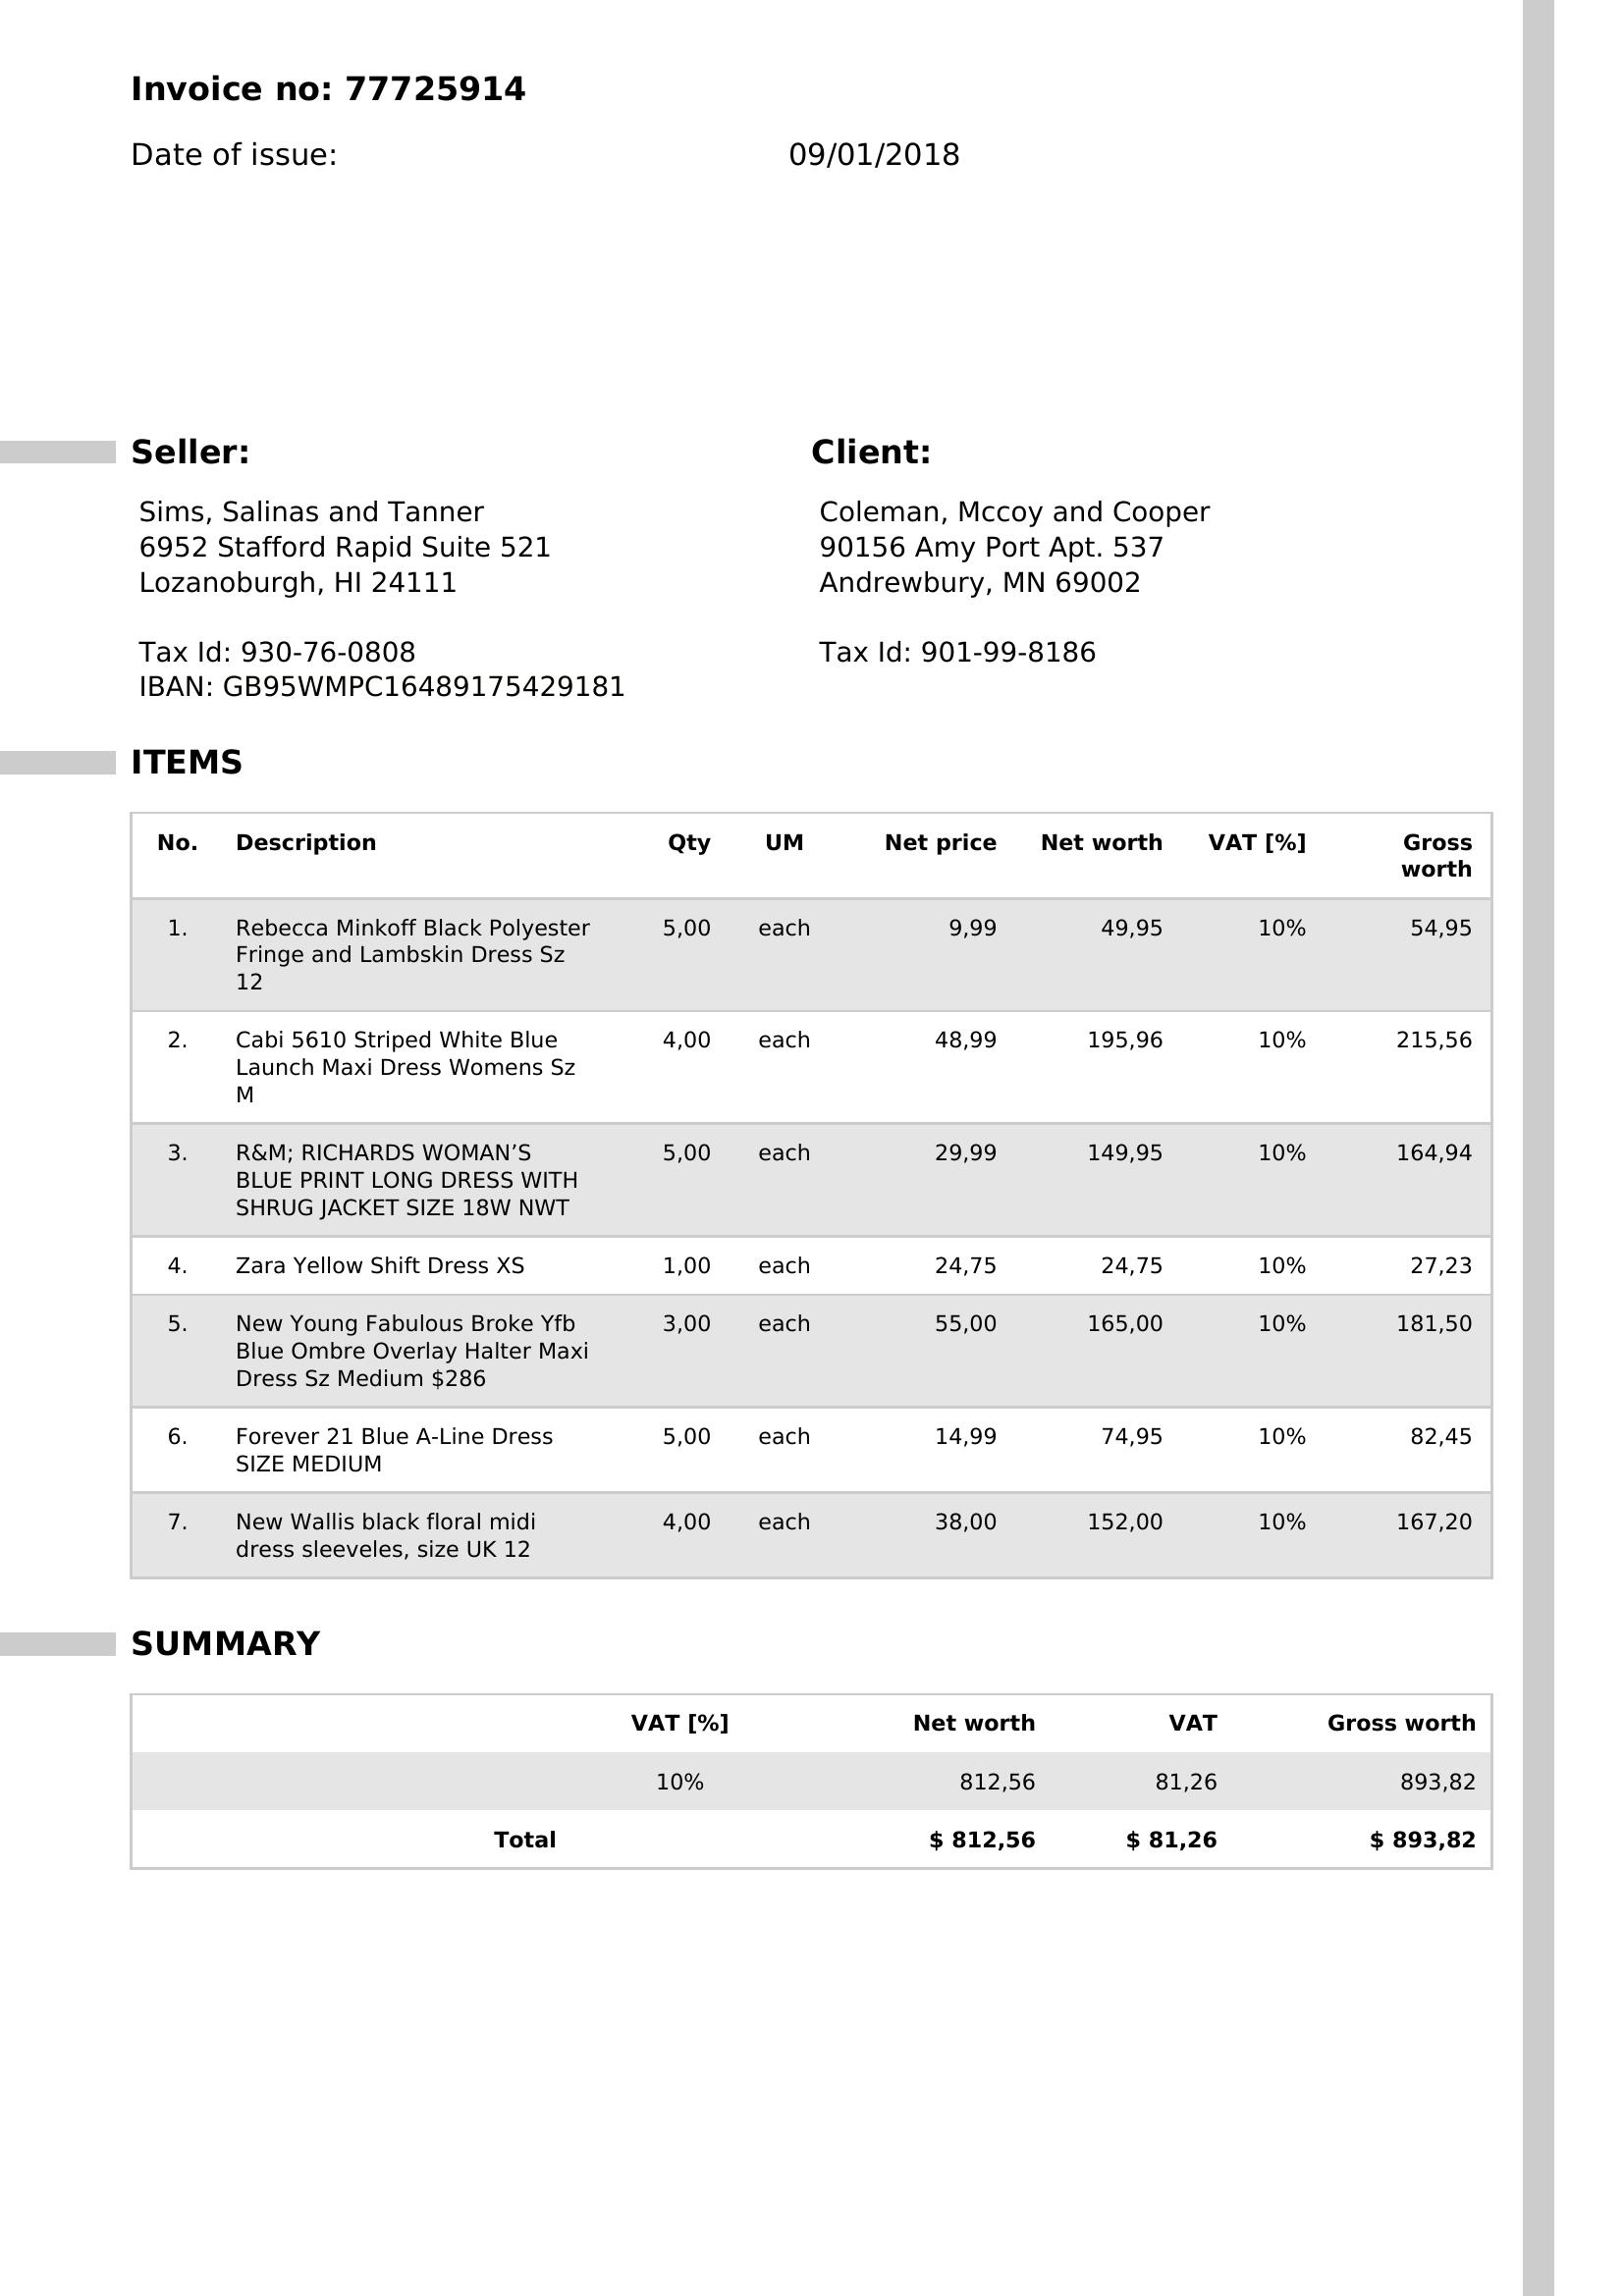 Invoice no: 77725914
Date of issue: 09/01/2018
Seller:
Sims, Salinas and Tanner
6952 Stafford Rapid Suite 521
Lozanoburgh, HI 24111
Tax Id: 930-76-0808
IBAN: GB95WMPC16489175429181
Client:
Coleman, Mccoy and Cooper
90156 Amy Port Apt. 537
Andrewbury, MN 69002
Tax Id: 901-99-8186
ITEMS
No. Description Qty UM Net price Net worth VAT [%] Gross
worth
1. Rebecca Minkoff Black Polyester 5,00 each 9,99 49,95 10% 54,95
Fringe and Lambskin Dress Sz
12
2. Cabi 5610 Striped White Blue 4,00 each 48,99 195,96 10% 215,56
Launch Maxi Dress Womens Sz
M
3. R&M; RICHARDS WOMAN’S 5,00 each 29,99 149,95 10% 164,94
BLUE PRINT LONG DRESS WITH
SHRUG JACKET SIZE 18W NWT
4. Zara Yellow Shift Dress XS 1,00 each 24,75 24,75 10% 27,23
5. New Young Fabulous Broke Yfb 3,00 each 55,00 165,00 10% 181,50
Blue Ombre Overlay Halter Maxi
Dress Sz Medium $286
6. Forever 21 Blue A-Line Dress 5,00 each 14,99 74,95 10% 82,45
SIZE MEDIUM
7. New Wallis black floral midi 4,00 each 38,00 152,00 10% 167,20
dress sleeveles, size UK 12
SUMMARY
VAT [%] Net worth VAT Gross worth
10% 812,56 81,26 893,82
Total $ 812,56 $ 81,26 $ 893,82